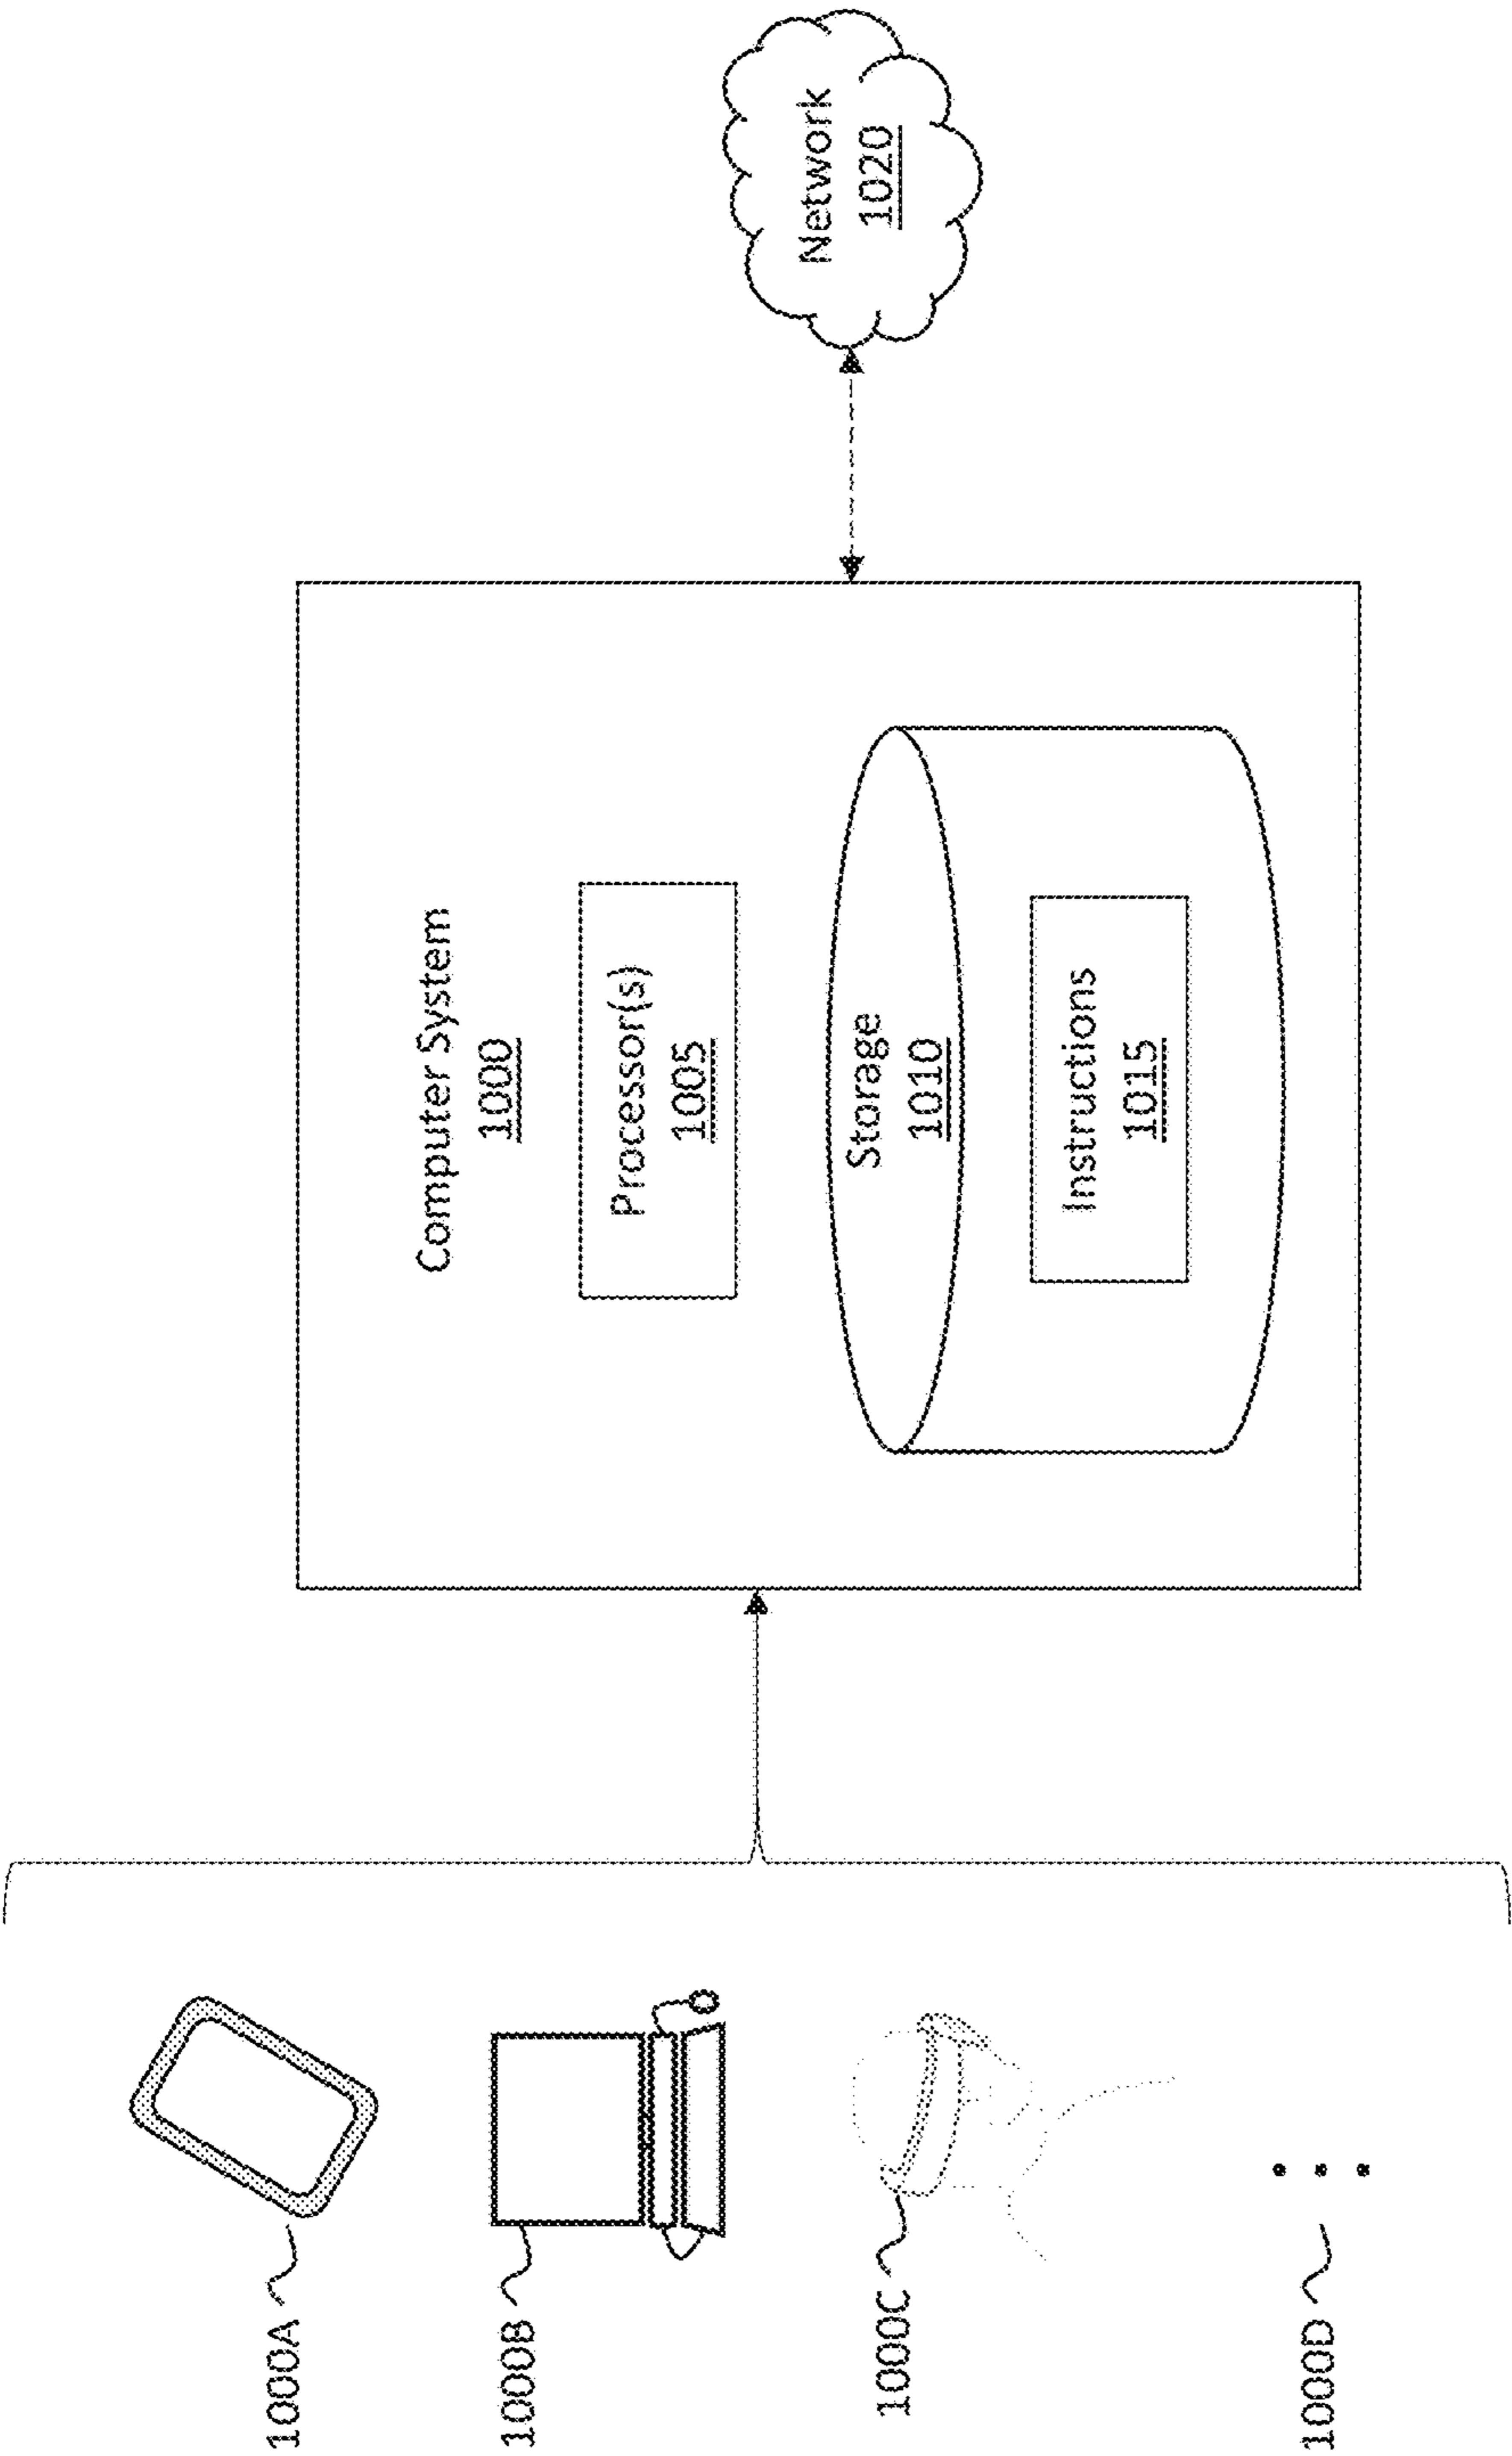 1000A
1000B
1000C
1000D
Computer System
1000
Processor(s)
1005
Storage
1010
Instructions
1015
Network
1020